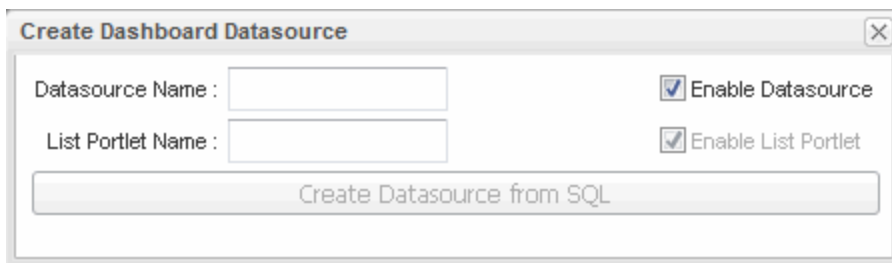 Create Dashboard Datasource
Datasource Name : Enable Datasource
List Portlet Name : Enable List Portlet
Create Datasource from SQL